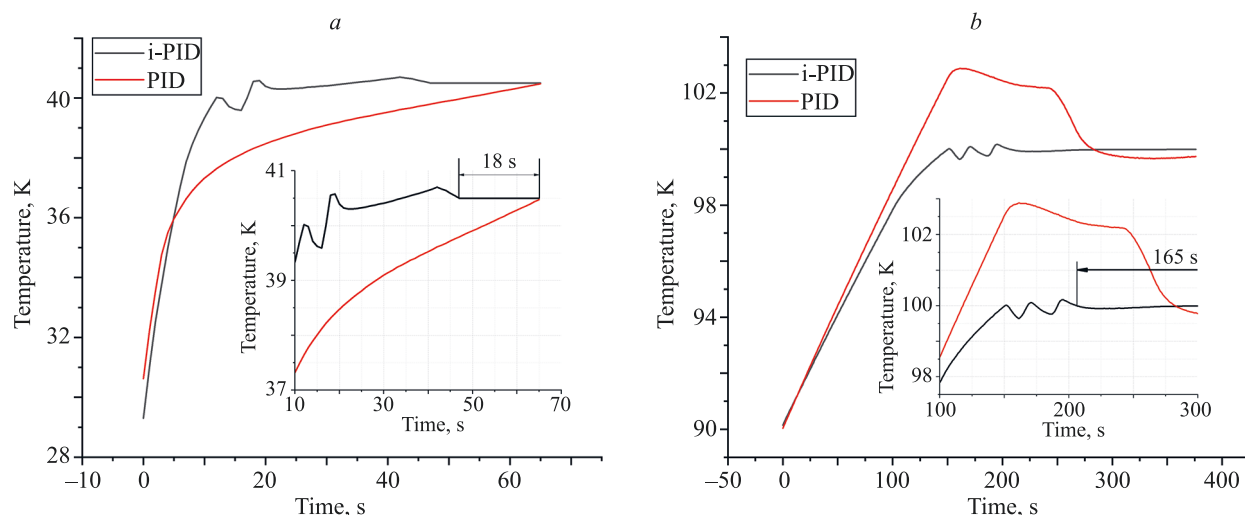 a
i-PID
PID
Temperature, K
40
36
32
28
–10
0
20
40
60
Time, s
18 s
Temperature, K
41
39
37
10
30
50
70
Time, s
b
i-PID
PID
Temperature, K
102
98
94
90
–50
0
100
200
300
400
Time, s
165 s
Temperature, K
102
100
98
100
200
300
Time, s